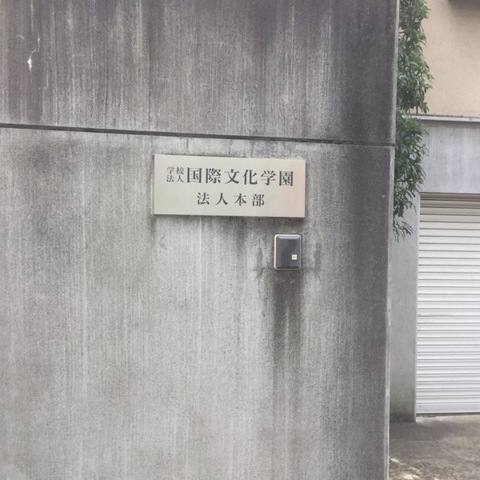 学校法人 国際文化学園
法人本部